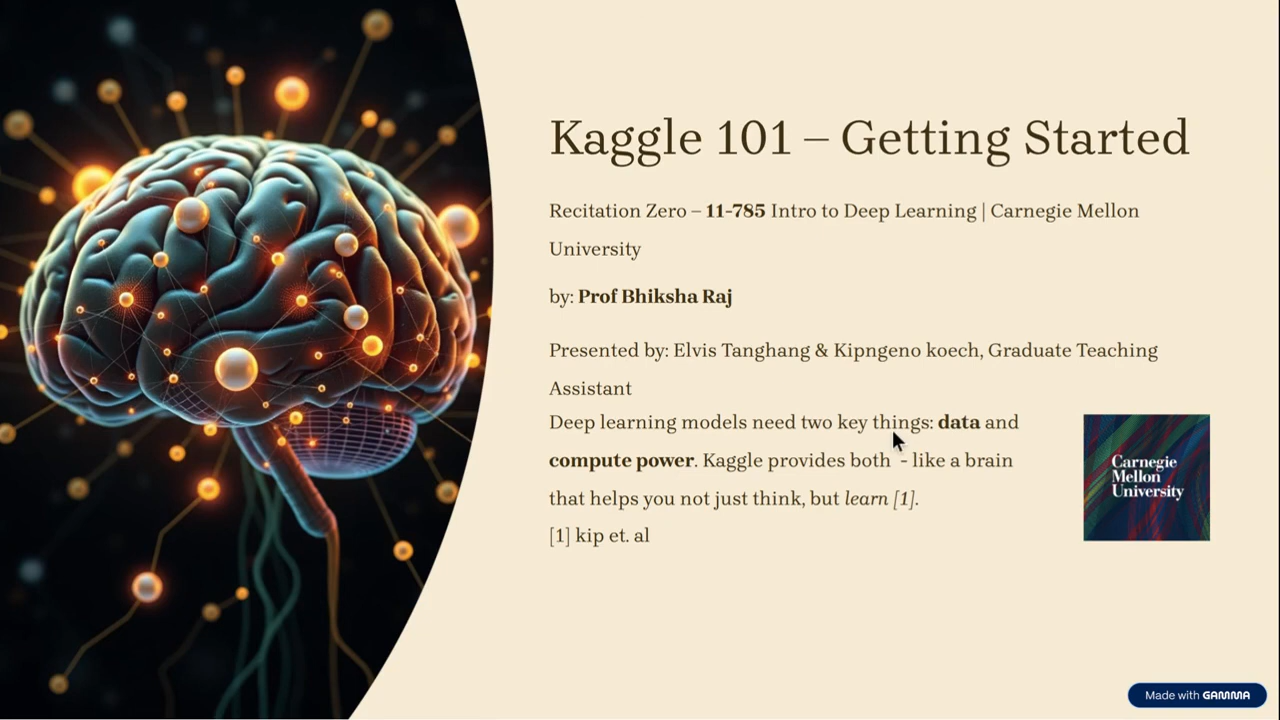 Kaggle 101 – Getting Started
Recitation Zero – 11-785 Intro to Deep Learning | Carnegie Mellon
University
by: Prof Bhiksha Raj
Presented by: Elvis Tanghang & Kipngeno koech, Graduate Teaching
Assistant
Deep learning models need two key things: data and
compute power. Kaggle provides both  - like a brain
that helps you not just think, but learn [1].
[1] kip et. al
Carnegie
Mellon
University
Made with GAMMA